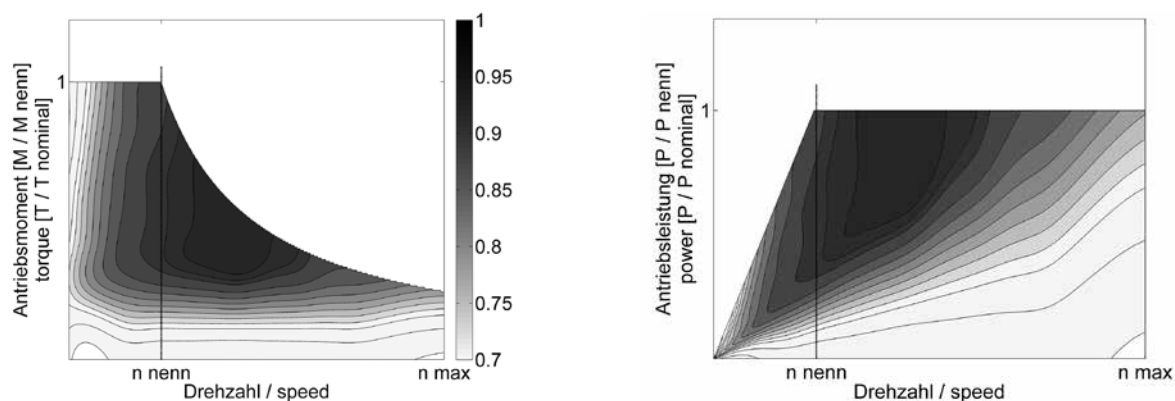 Antriebsmoment [M / M nenn]
torque [T / T nominal]
1
n nenn
n max
Drehzahl / speed
1
0.95
0.9
0.85
0.8
0.75
0.7
Antriebsleistung [P / P nenn]
power [P / P nominal]
1
n nenn
n max
Drehzahl / speed